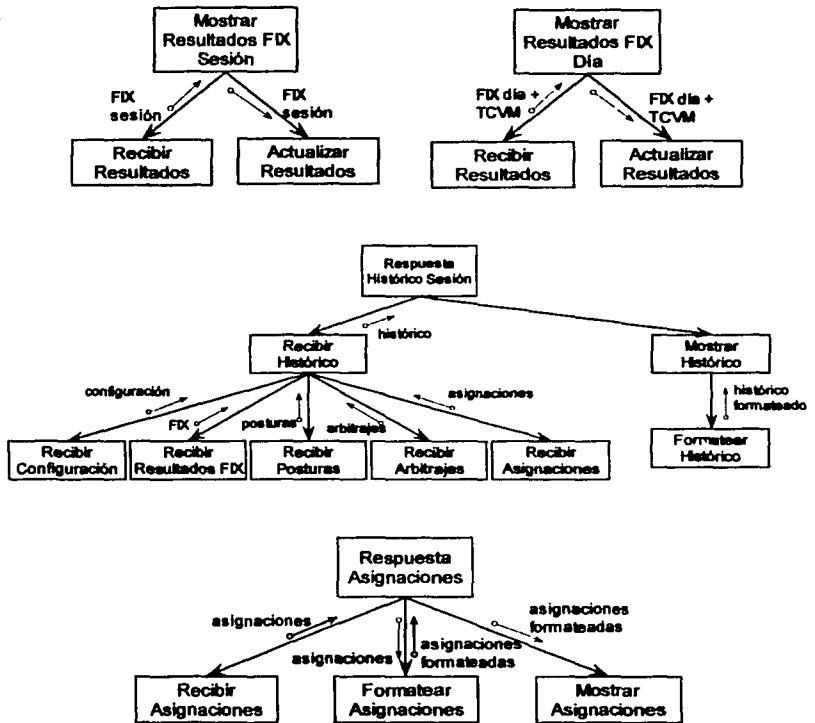 Mostrar
Resultados FIX
Sesión
FIX
sesión
FIX
sesión
Recibir
Resultados
Actualizar
Resultados
Mostrar
Resultados FIX
Día
FIX día +
TCVM
FIX día +
TCVM
Recibir
Resultados
Actualizar
Resultados
Respuesta
Histórico Sesión
histórico
Recibir
Histórico
Mostrar
Histórico
configuración
FIX
posturas
arbitrajes
asignaciones
histórico
formateado
Recibir
Configuración
Recibir
Resultados FIX
Recibir
Posturas
Recibir
Arbitrajes
Recibir
Asignaciones
Formatear
Histórico
Respuesta
Asignaciones
asignaciones
asignaciones
asignaciones
formateadas
asignaciones
formateadas
Recibir
Asignaciones
Formatear
Asignaciones
Mostrar
Asignaciones